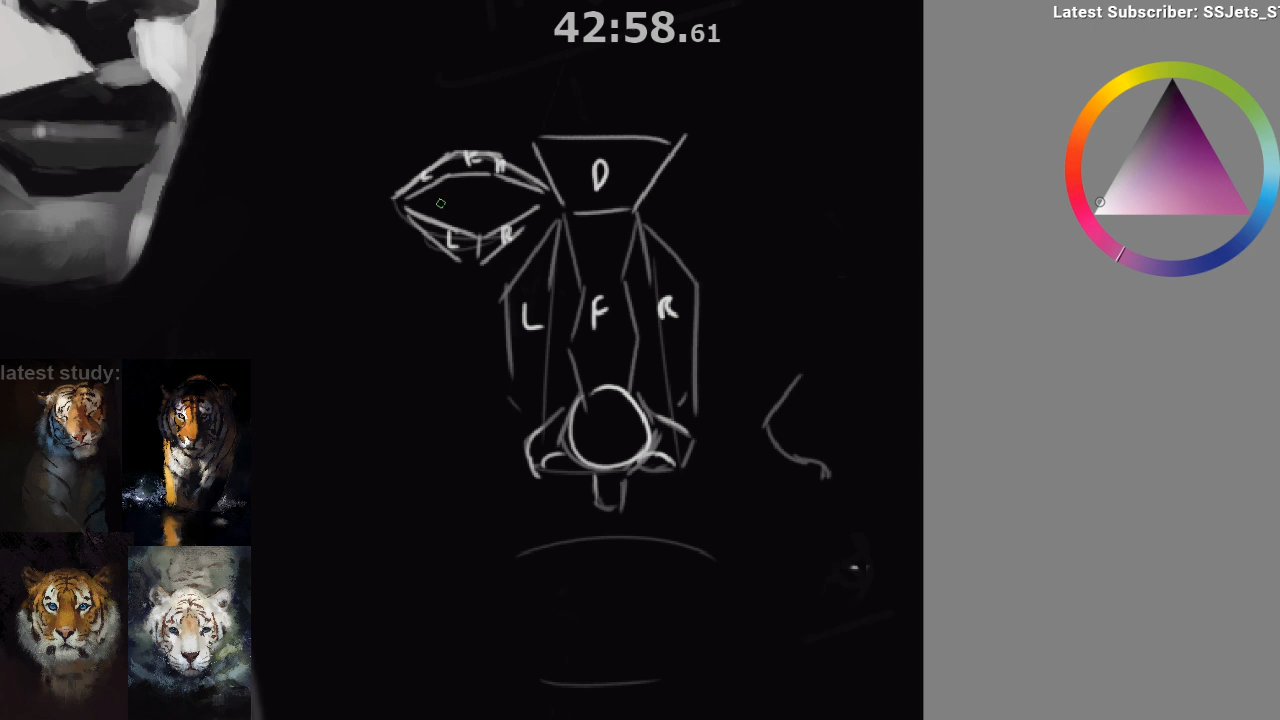 Latest Subscriber: SSJets_S
42:58.61
D
L F R
L R
latest study:
L F R